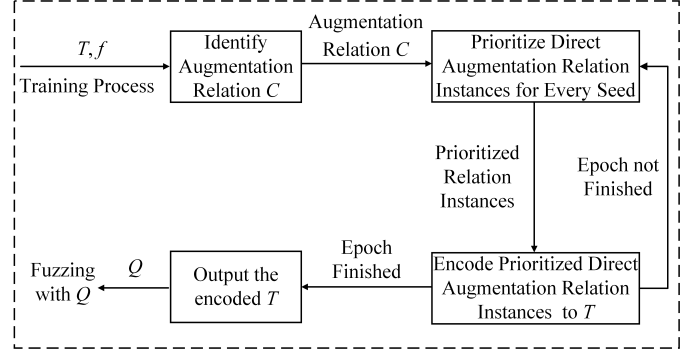 T, f
Training Process
Identify
Augmentation
Relation C
Augmentation
Relation C
Prioritize Direct
Augmentation Relation
Instances for Every Seed
Prioritized
Relation
Instances
Epoch not
Finished
Encode Prioritized Direct
Augmentation Relation
Instances to T
Epoch
Finished
Output the
encoded T
Q
Fuzzing
with Q